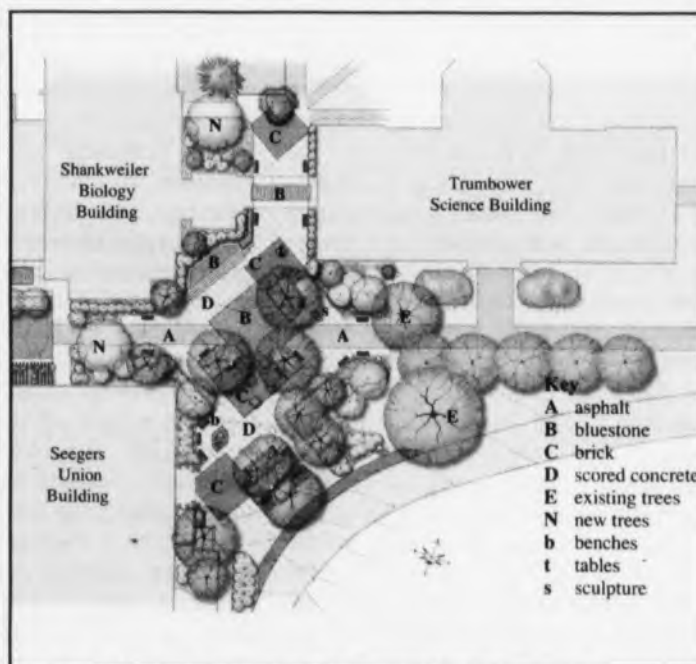 N
C
Shankweiler
Biology
Building
Trumbower
Science Building
B
C
t
B
D
s
B
E
N
A
A
C
Key
A asphalt
B bluestone
C brick
D scored concrete
E existing trees
N new trees
b benches
t tables
s sculpture
b
D
E
Seegers
Union
Building
C